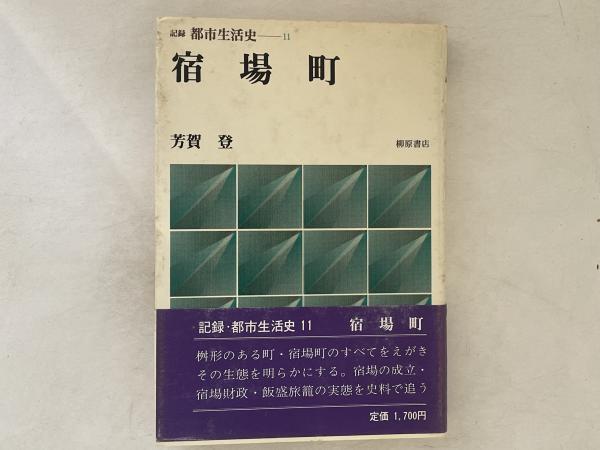 記録 都市生活史――11
宿場町
芳賀 登
柳原書店
記録・都市生活史 11 宿場町
桝形のある町・宿場町のすべてをえがき
その生態を明らかにする。宿場の成立・
宿場財政・飯盛旅籠の実態を史料で追う
定価 1,700円